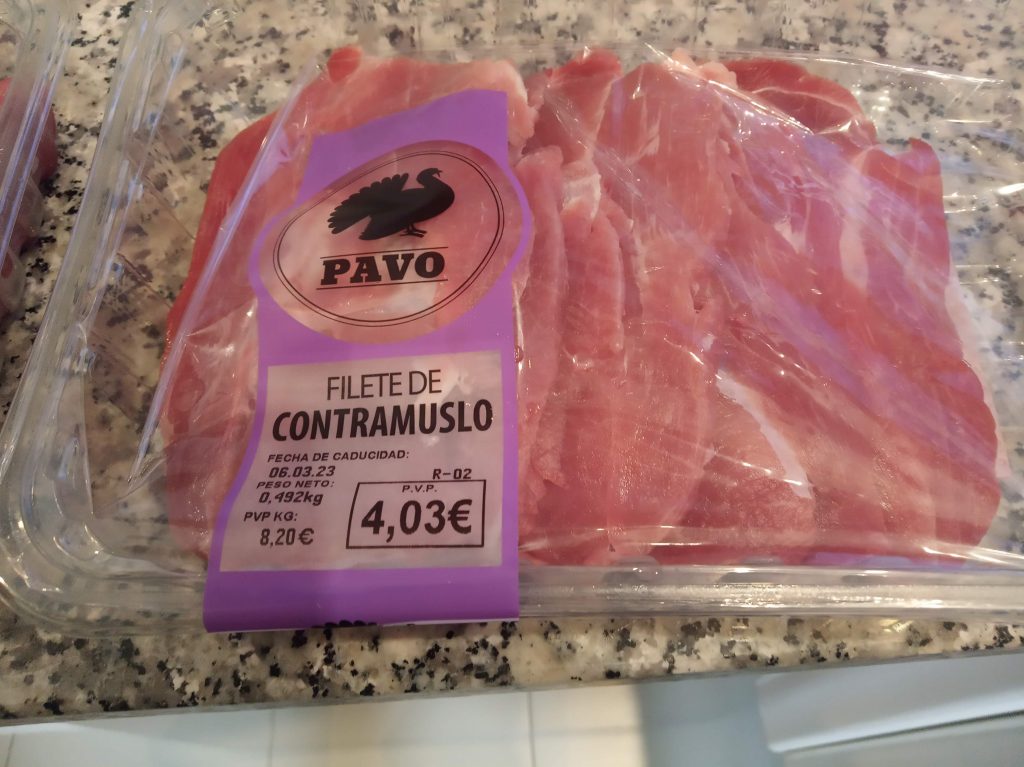 PAVO
FILETE DE
CONTRAMUSLO
FECHA DE CADUCIDAD:
06.03.23
PESO NETO:
0,492kg
R-02
PVP KG:
8,20€
P.V.P.
4,03€